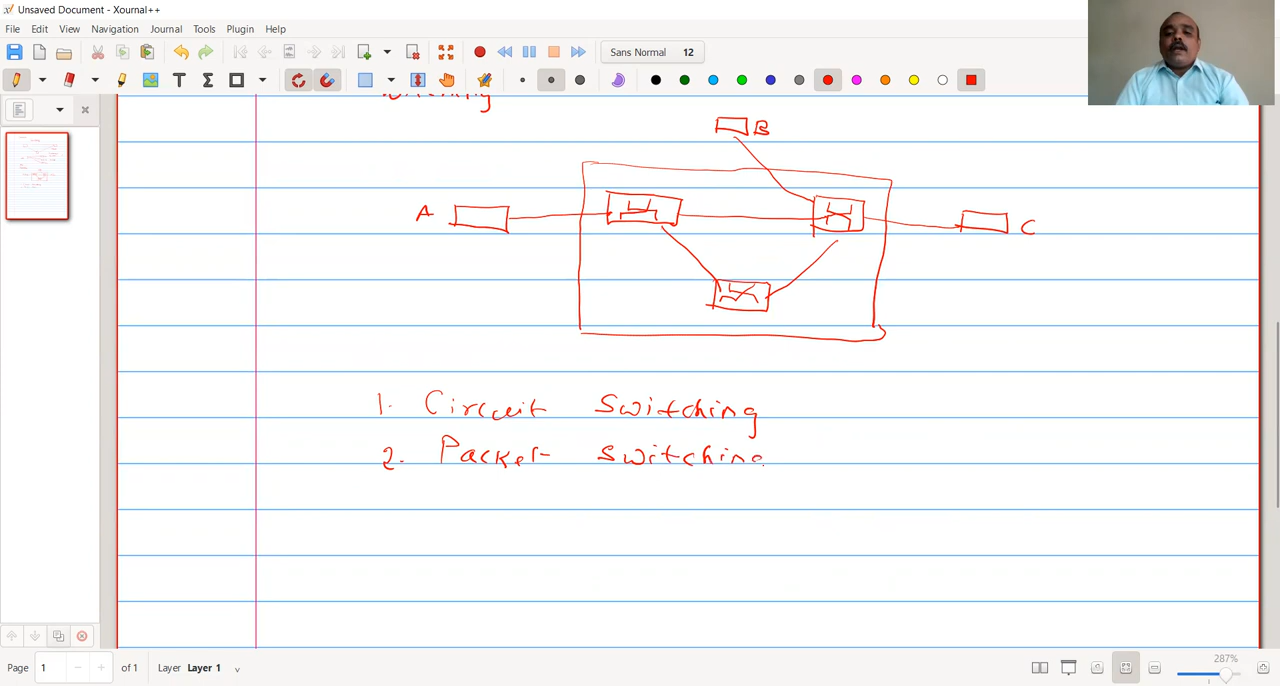 Unsaved Document - Xournal++
File Edit View Navigation Journal Tools Plugin Help
Sans Normal 12
B
A
C
1. Circuit Switching
2. Packet Switching
Page 1 of 1 Layer Layer 1 287%